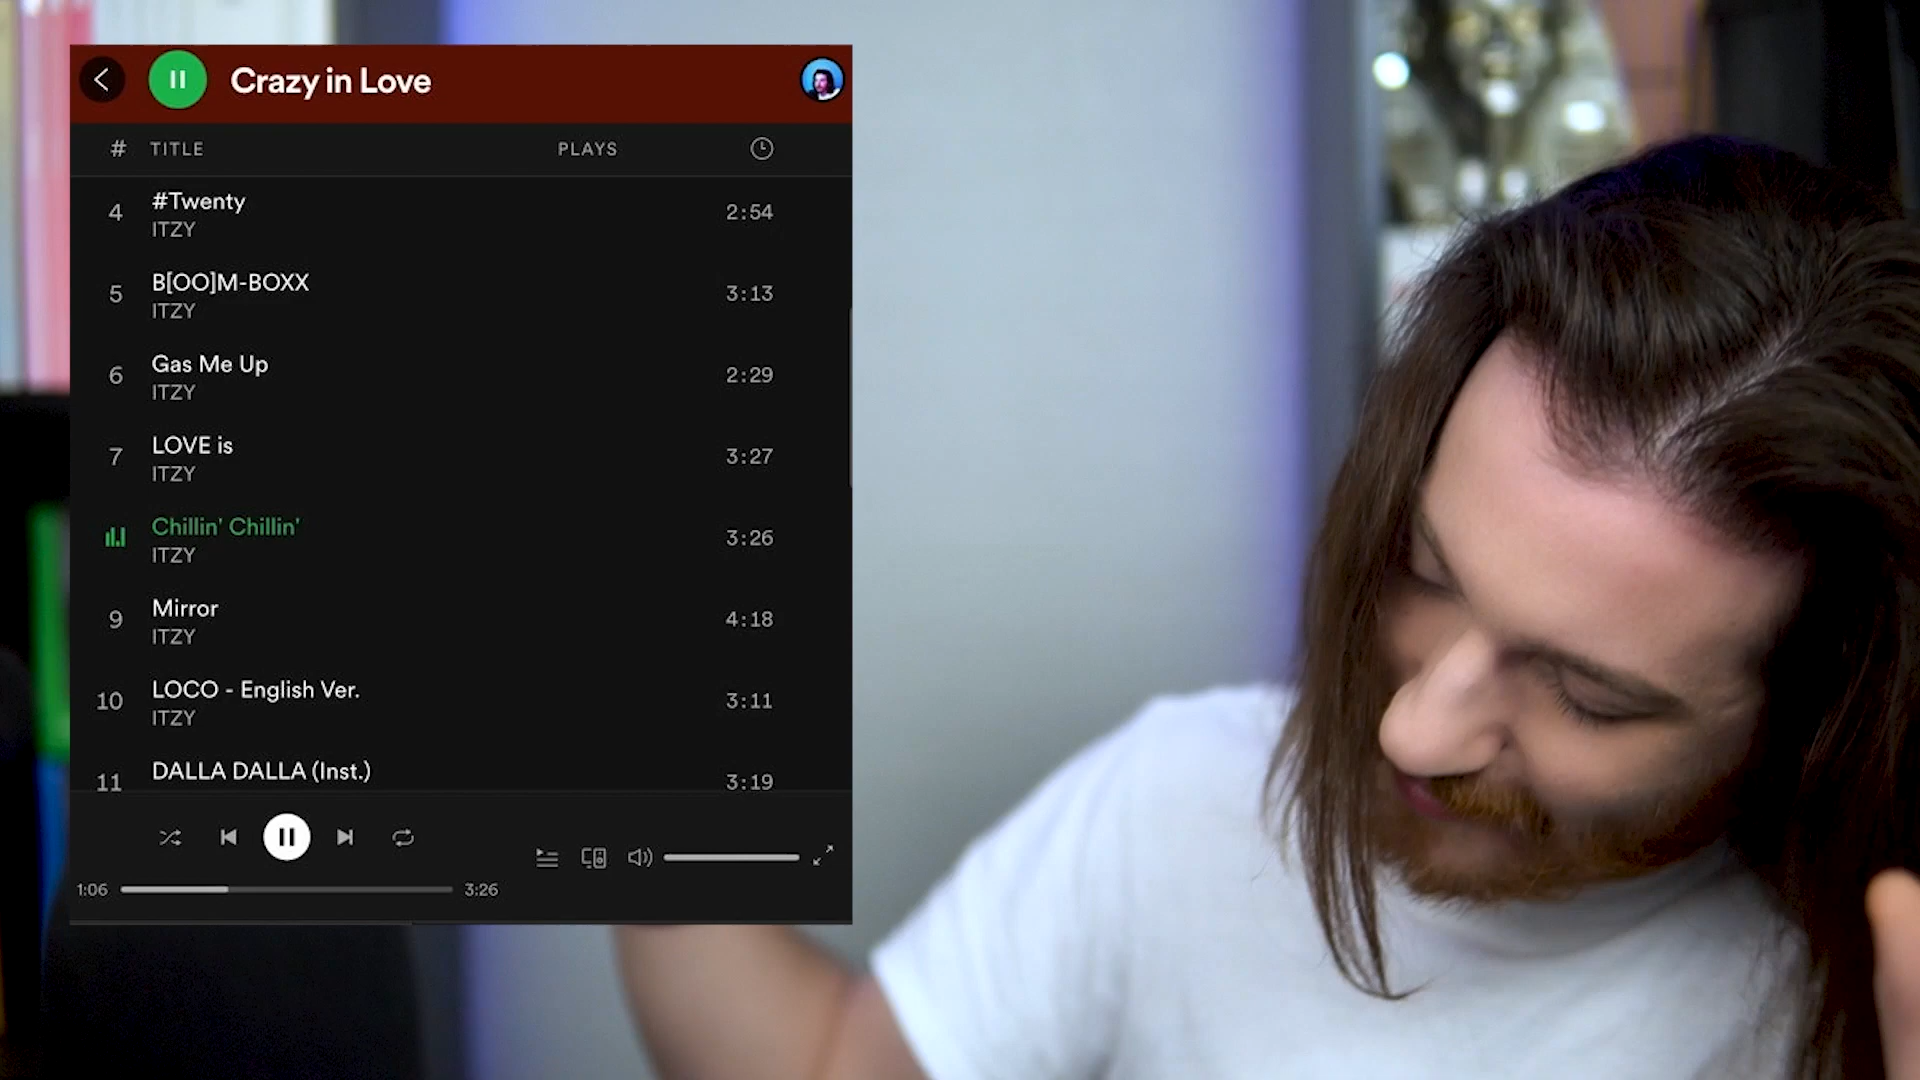 Crazy in Love
# TITLE PLAYS
4 #Twenty 2:54
ITZY
5 B[OO]M-BOXX 3:13
ITZY
6 Gas Me Up 2:29
ITZY
7 LOVE is 3:27
ITZY
Chillin' Chillin' 3:26
ITZY
9 Mirror 4:18
ITZY
10 LOCO - English Ver. 3:11
ITZY
11 DALLA DALLA (Inst.) 3:19
1:06 3:26